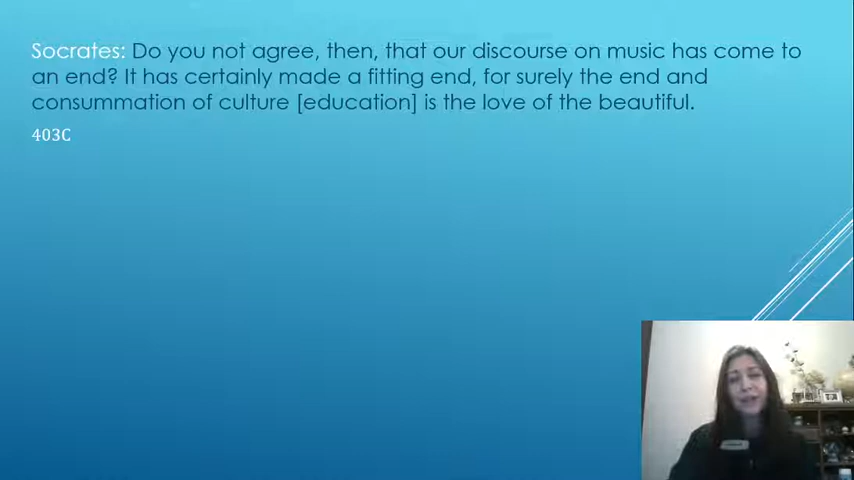 Socrates: Do you not agree, then, that our discourse on music has come to
an end? It has certainly made a fitting end, for surely the end and
consummation of culture [education] is the love of the beautiful.
403C